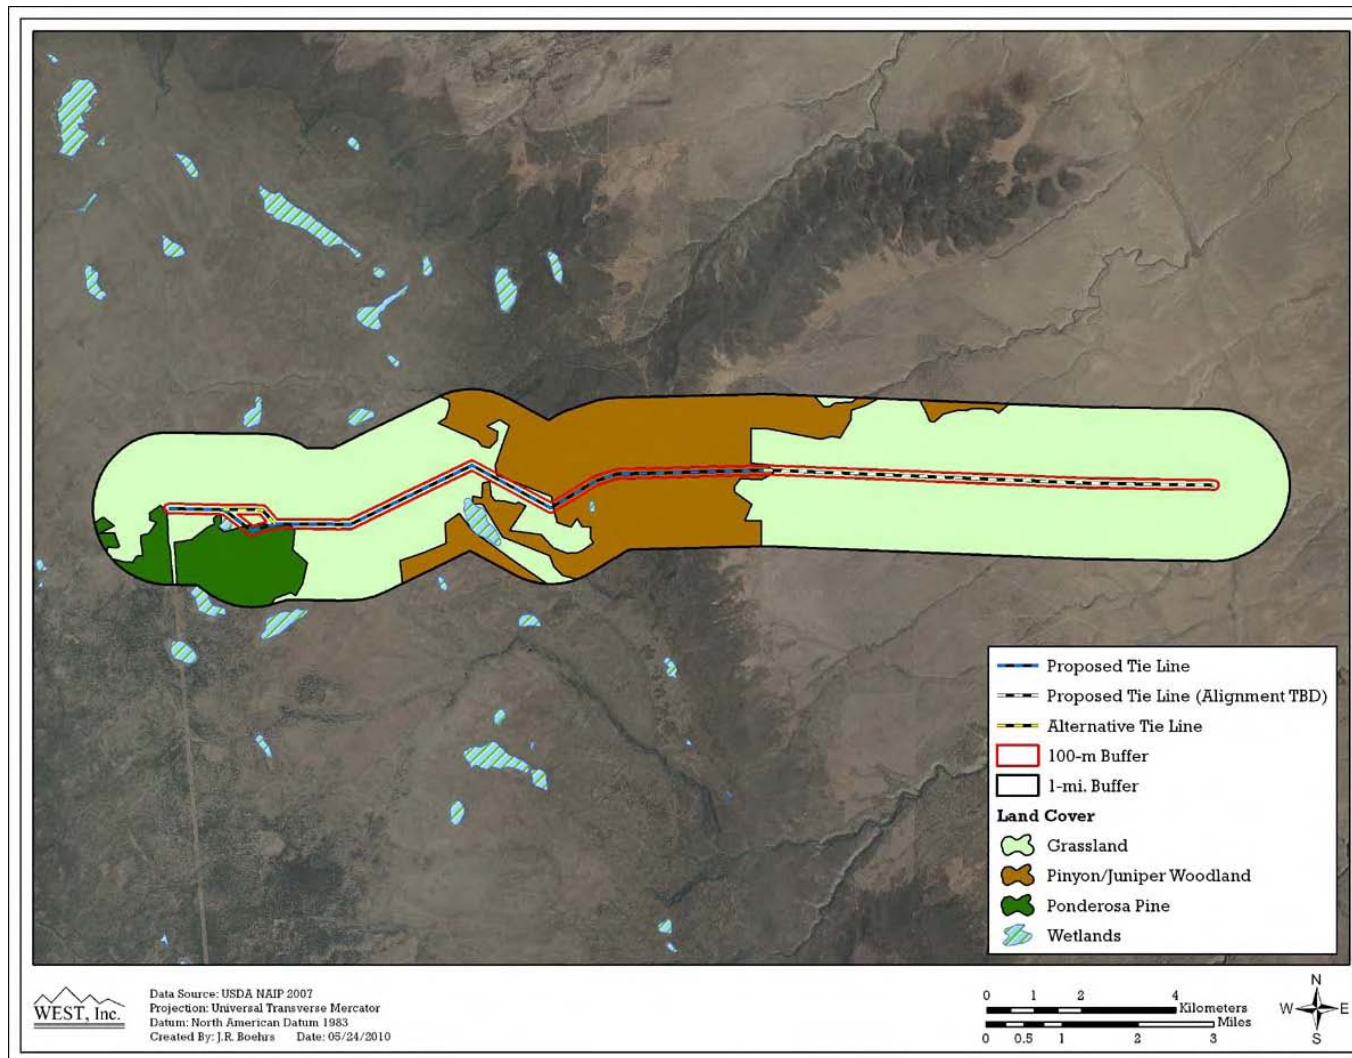 Proposed Tie Line
Proposed Tie Line (Alignment TBD)
Alternative Tie Line
100-m Buffer
1-mi. Buffer
Land Cover
Grassland
Pinyon/Juniper Woodland
Ponderosa Pine
Wetlands
WEST, Inc.
Data Source: USDA NAIP 2007
Projection: Universal Transverse Mercator
Datum: North American Datum 1983
Created By: J.R. Boehrs Date: 05/24/2010
0 1 2 4
Kilometers
Miles
0 0.5 1 2 3
N
W E
S